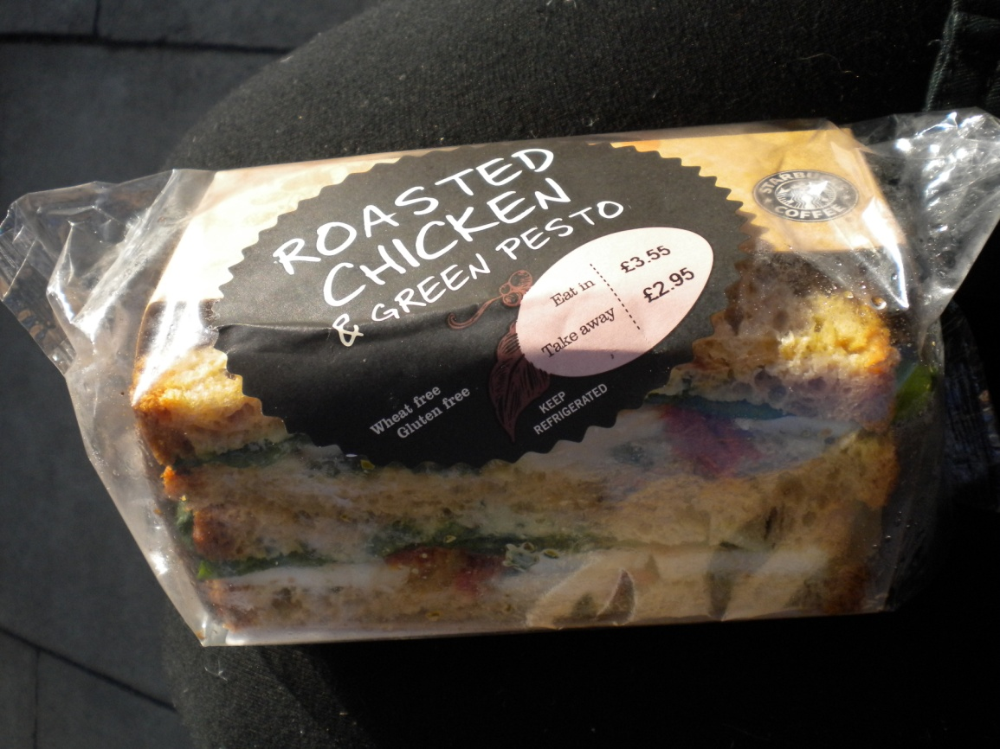 ROASTED
CHICKEN
& GREEN PESTO
Eat in £3.55
Take away £2.95
Wheat free
Gluten free
KEEP
REFRIGERATED
STARBUCKS
COFFEE